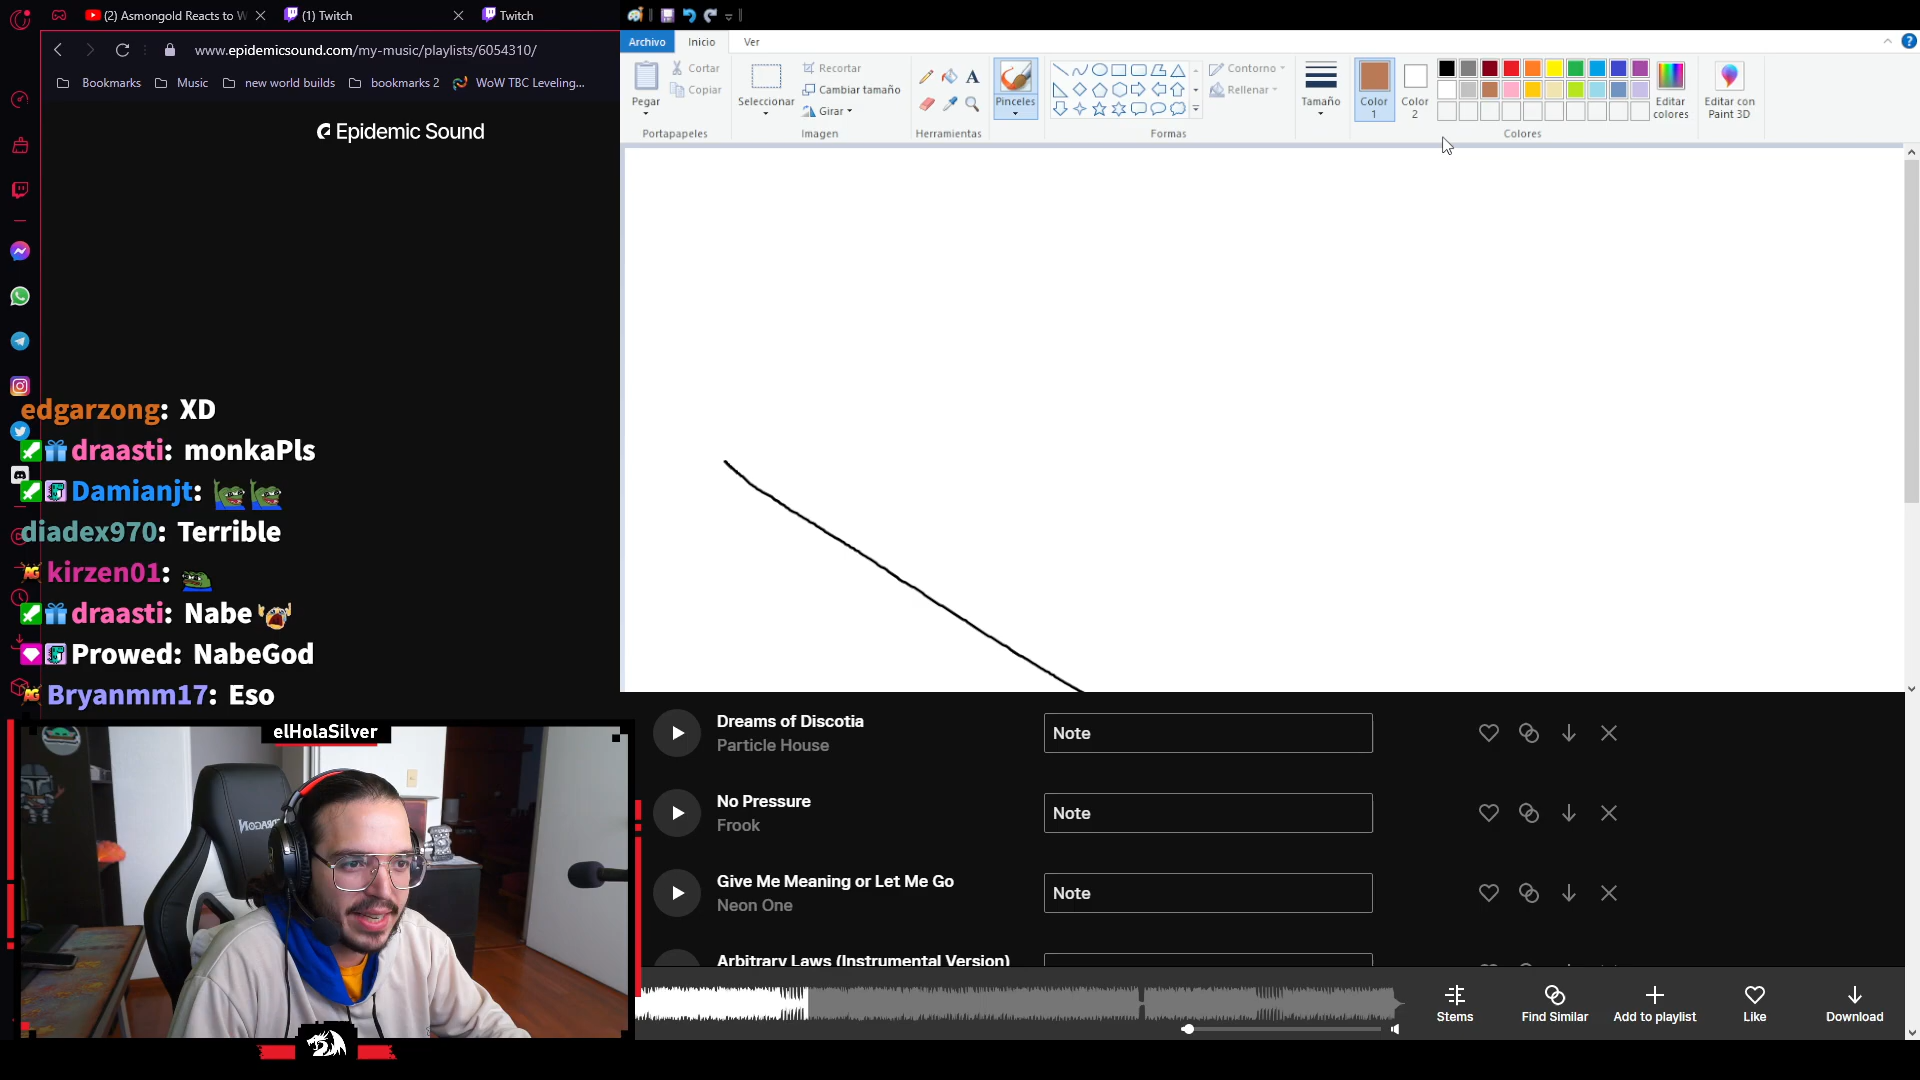 (2) Asmongold Reacts to W
(1) Twitch
Twitch
www.epidemicsound.com/my-music/playlists/6054310/
Bookmarks
Music
new world builds
bookmarks 2
WoW TBC Leveling...
Epidemic Sound
edgarzong: XD
draasti: monkaPls
Damianjt:
diadex970: Terrible
kirzen01:
draasti: Nabe
Prowed: NabeGod
Bryanmm17: Eso
elHolaSilver
Archivo
Inicio
Ver
Pegar
Cortar
Copiar
Portapapeles
Seleccionar
Recortar
Cambiar tamaño
Girar
Imagen
Herramientas
Pinceles
Formas
Contorno
Rellenar
Tamaño
Color 1
Color 2
Colores
Editar colores
Editar con Paint 3D
Dreams of Discotia
Particle House
Note
No Pressure
Frook
Note
Give Me Meaning or Let Me Go
Neon One
Note
Arbitrary Laws (Instrumental Version)
Stems
Find Similar
Add to playlist
Like
Download